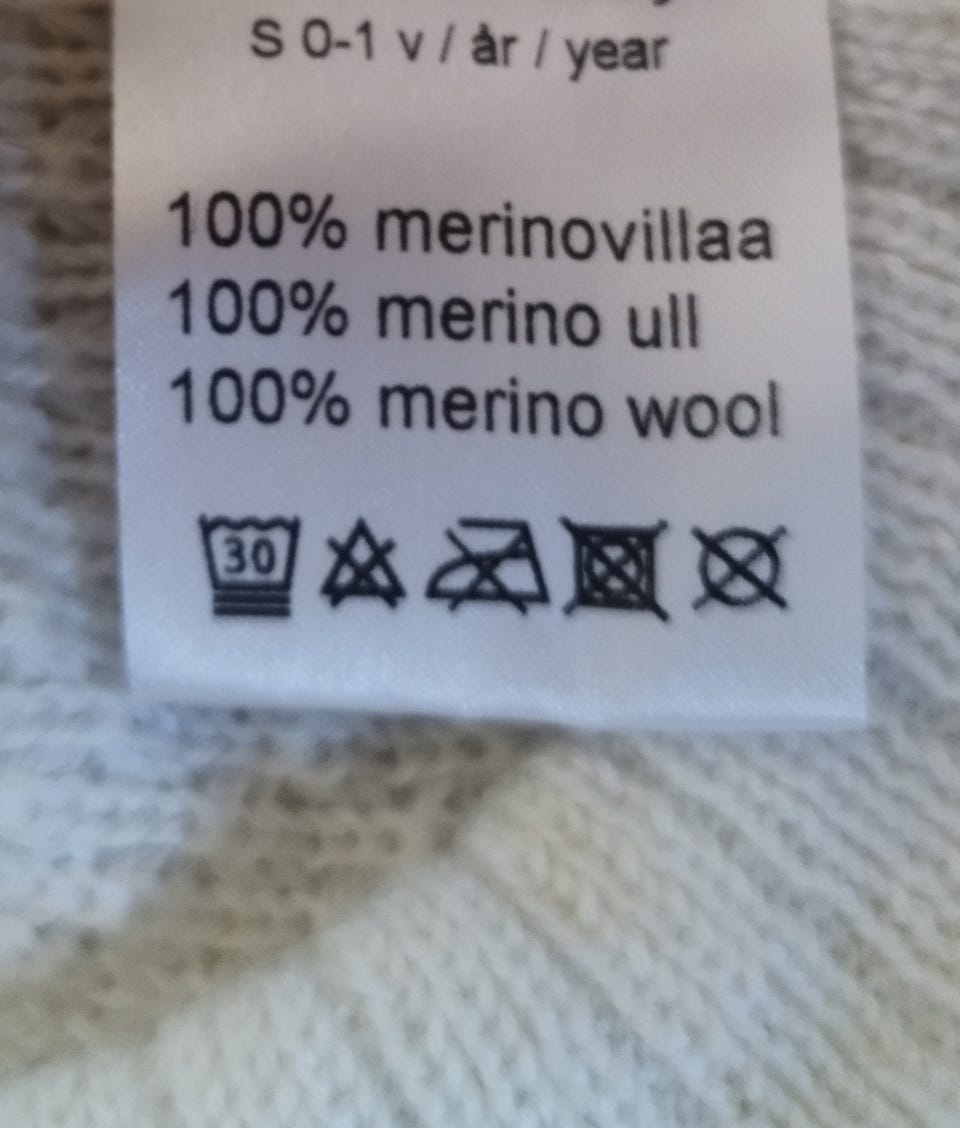 S 0-1 v / år / year
100% merinovillaa
100% merino ull
100% merino wool
30